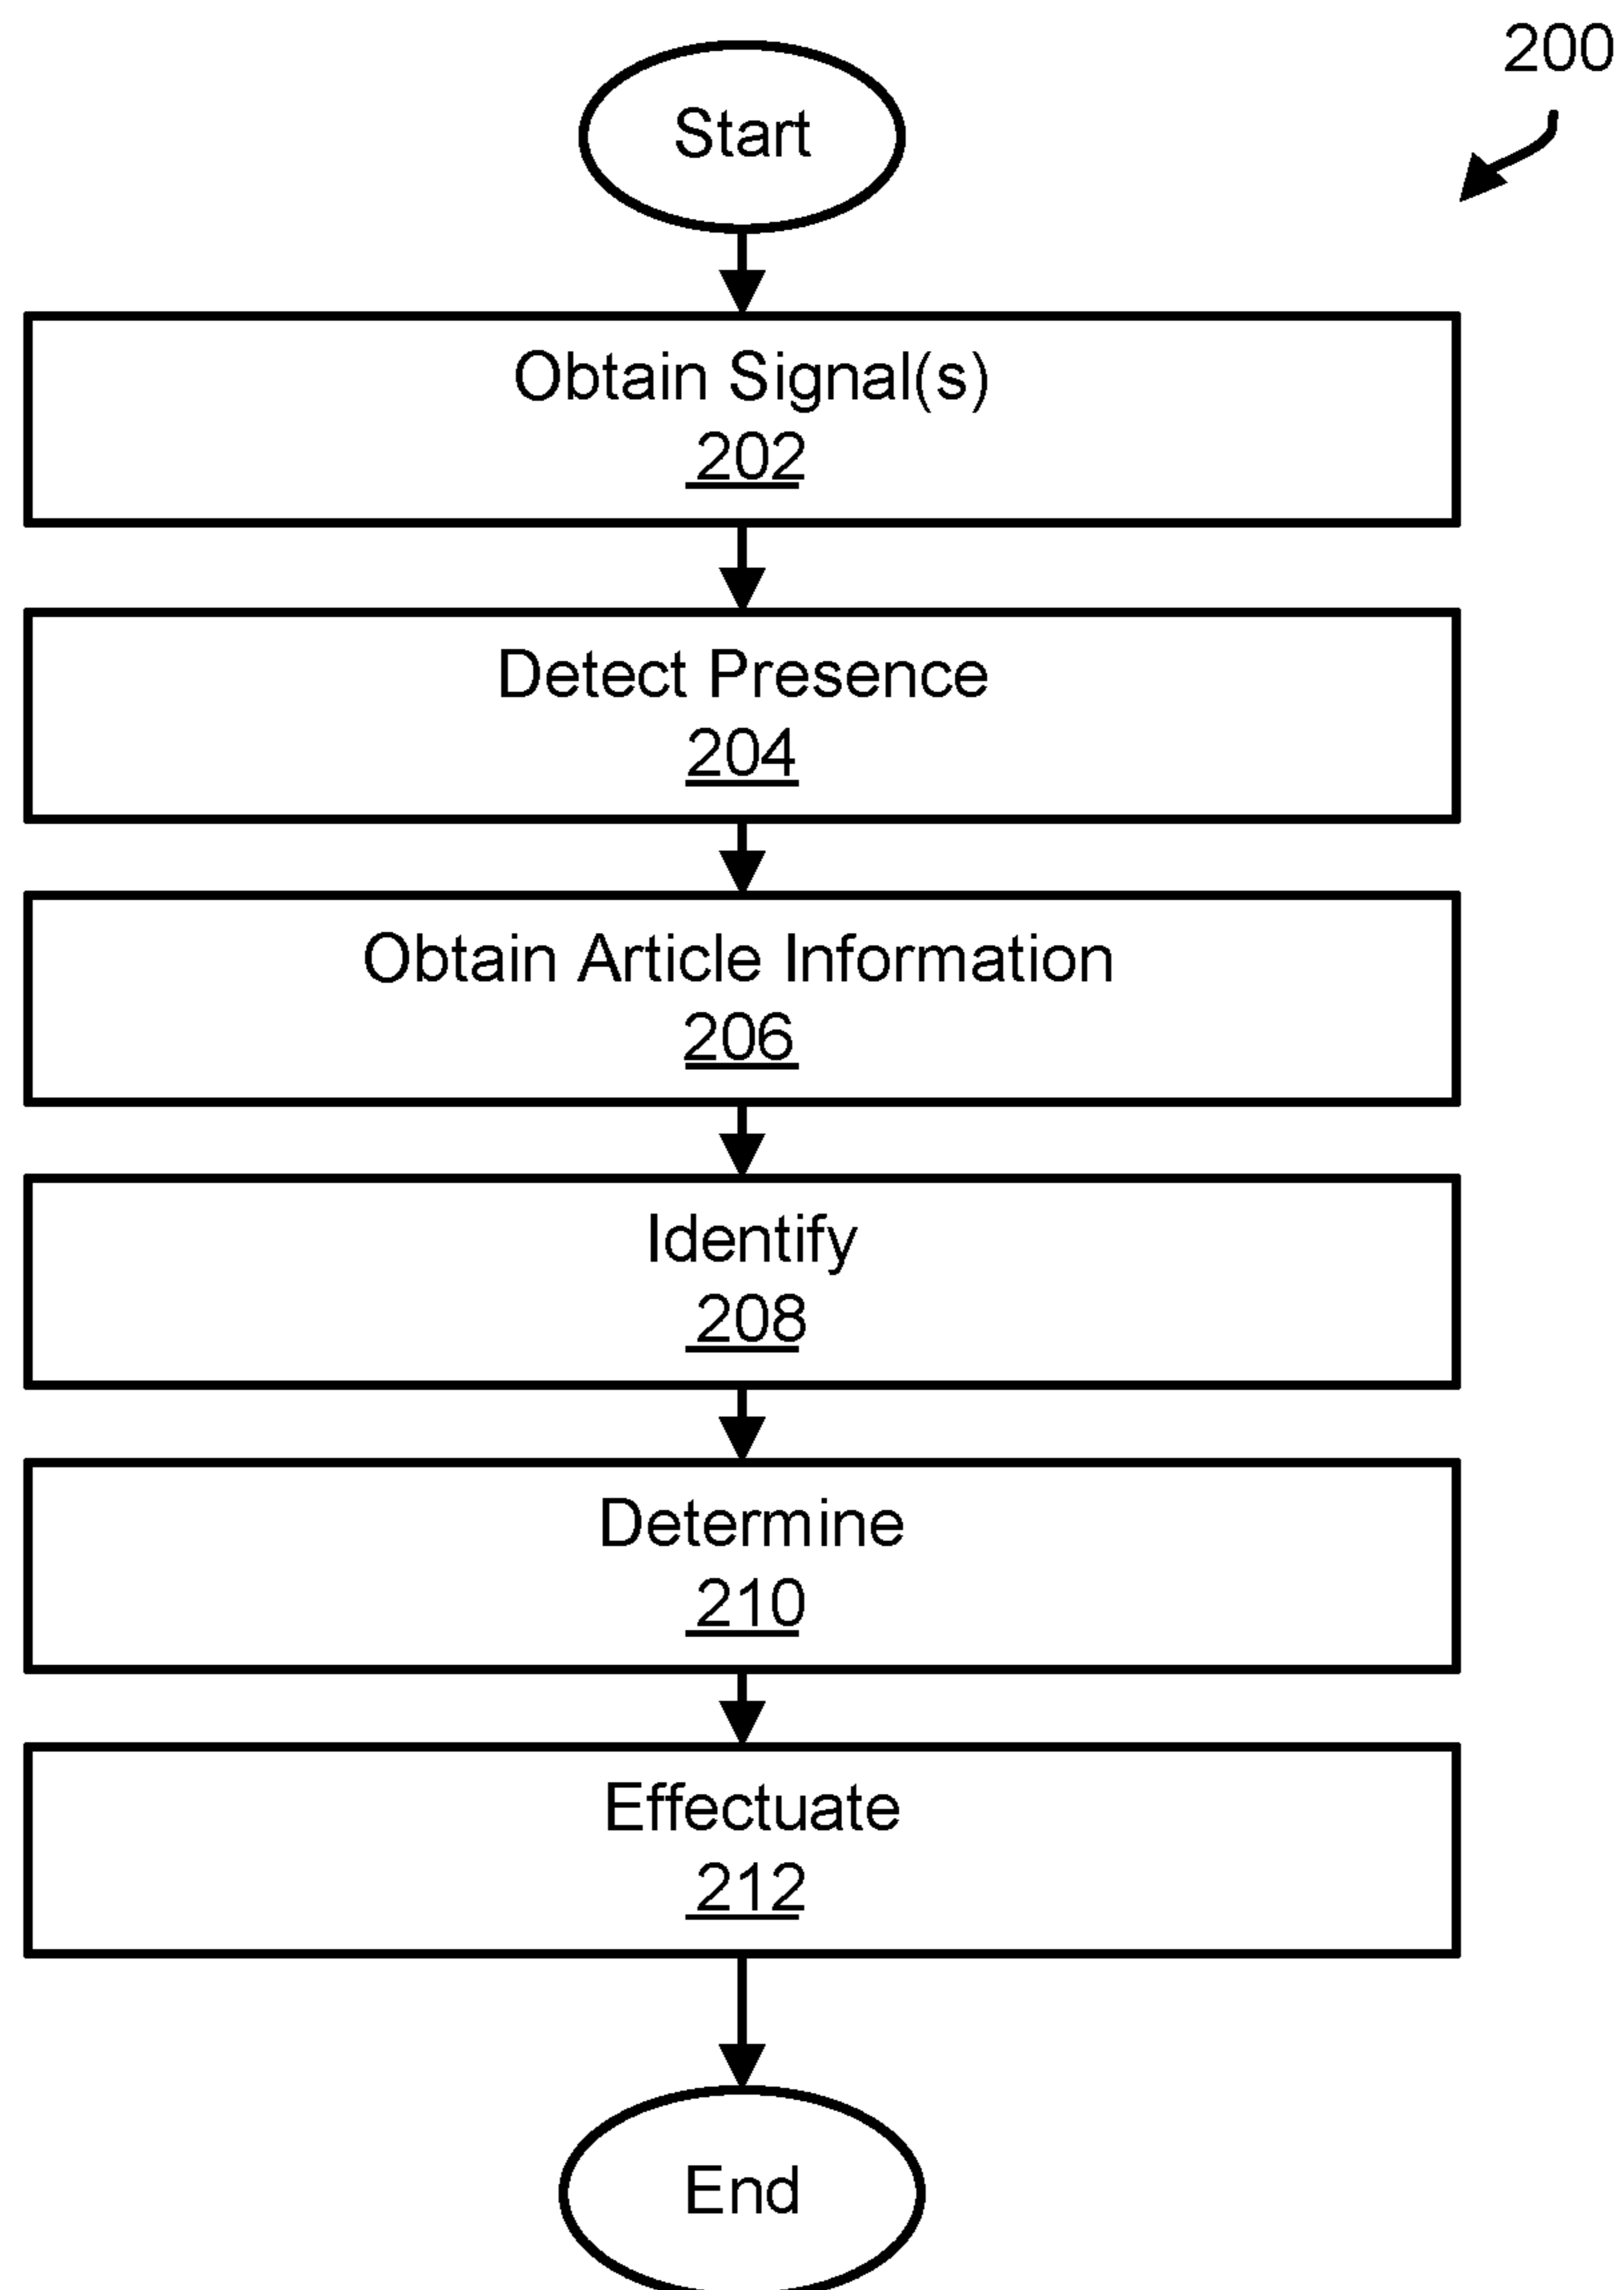 200
Start
Obtain Signal(s)
202
Detect Presence
204
Obtain Article Information
206
Identify
208
Determine
210
Effectuate
212
End